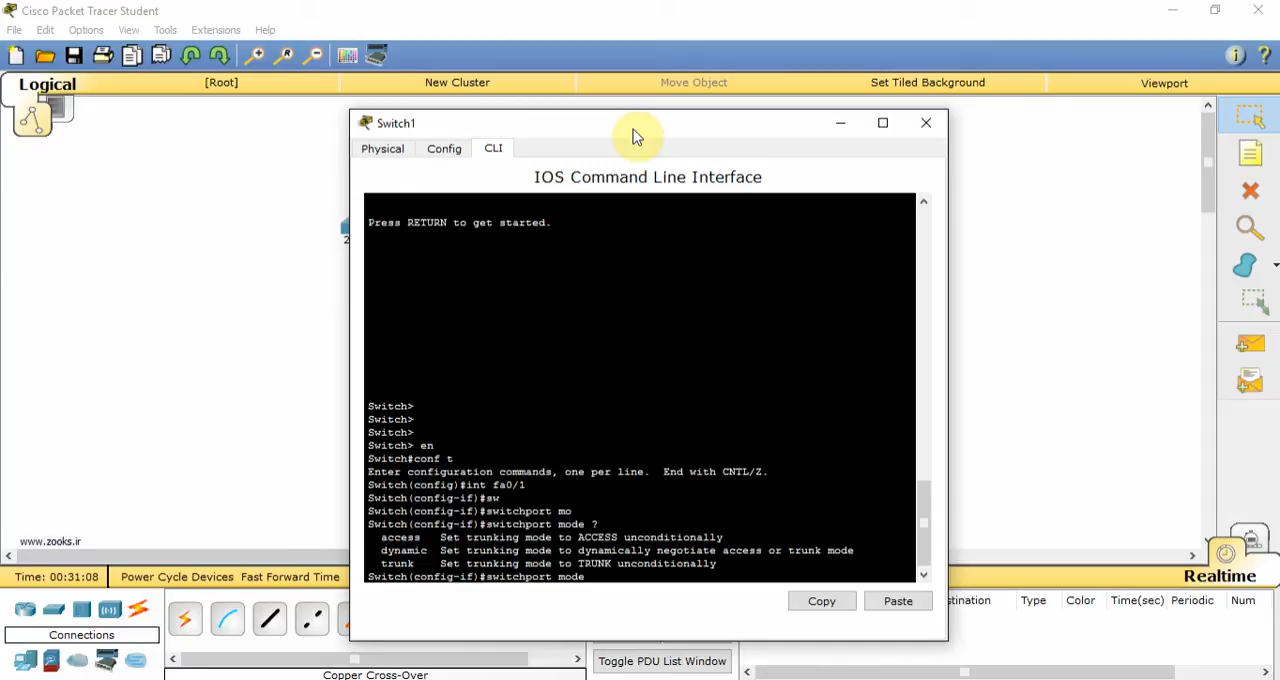 Cisco Packet Tracer Student
File Edit Options View Tools Extensions Help
Logical [Root] New Cluster Move Object Set Tiled Background Viewport
Switch1
Physical Config CLI
IOS Command Line Interface
Press RETURN to get started.
Switch>
Switch>
Switch>
Switch> en
Switch#conf t
Enter configuration commands, one per line.  End with CNTL/Z.
Switch(config)#int fa0/1
Switch(config-if)#sw
Switch(config-if)#switchport mo
Switch(config-if)#switchport mode ?
access   Set trunking mode to ACCESS unconditionally
dynamic  Set trunking mode to dynamically negotiate access or trunk mode
trunk    Set trunking mode to TRUNK unconditionally
Switch(config-if)#switchport mode
Copy Paste
2
www.zooks.ir
Time: 00:31:08 Power Cycle Devices Fast Forward Time Realtime
Connections
Copper Cross-Over
Toggle PDU List Window
stination Type Color Time(sec) Periodic Num